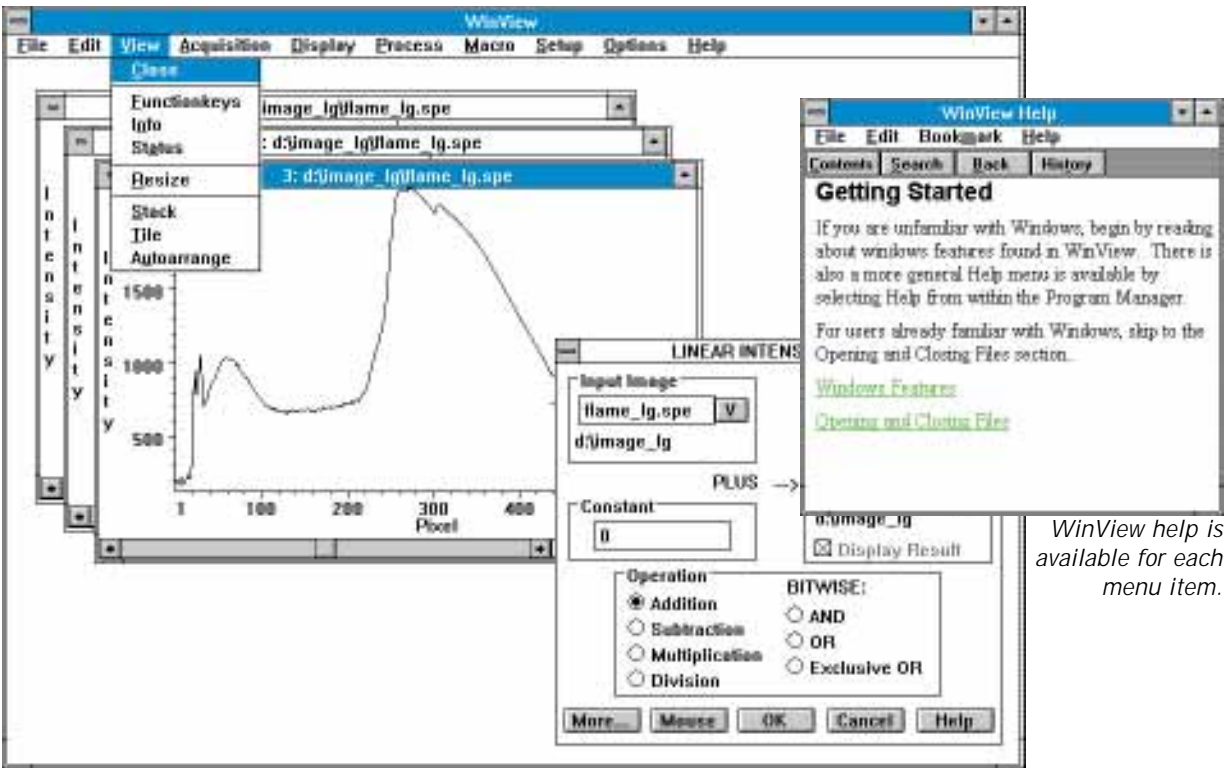 WinView
File Edit View Acquisition Display Process Macro Setup Options Help
Close
Functionkeys
Info
Status
Resize
Stack
Tile
Autoarrange
image_lg\flame_lg.spe
: d:\image_lg\flame_lg.spe
3: d:\image_lg\flame_lg.spe
Intensity
Intensity
Intensity
1500
1000
500
1 100 200 300 400
Pixel
LINEAR INTENS
Input Image
flame_lg.spe V
d:\image_lg
PLUS -->
Constant
0
d:\image_lg
Display Result
Operation
Addition
Subtraction
Multiplication
Division
BITWISE:
AND
OR
Exclusive OR
More... Mouse OK Cancel Help
WinView Help
File Edit Bookmark Help
Contents Search Back History
Getting Started
If you are unfamiliar with Windows, begin by reading
about windows features found in WinView. There is
also a more general Help menu is available by
selecting Help from within the Program Manager.
For users already familiar with Windows, skip to the
Opening and Closing Files section.
Windows Features
Opening and Closing Files
WinView help is
available for each
menu item.